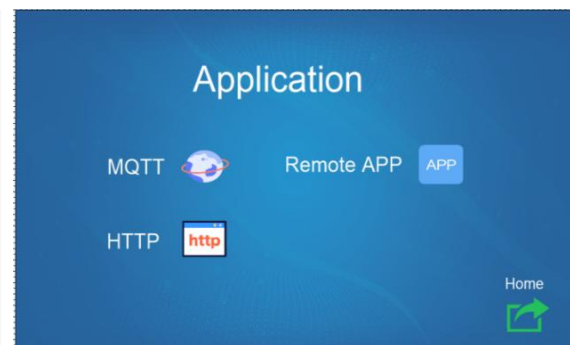 Application
MQTT
Remote APP APP
HTTP http
Home